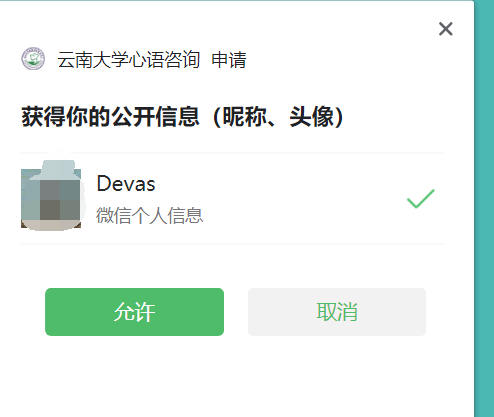 云南大学心语咨询 申请
获得你的公开信息（昵称、头像）
Devas
微信个人信息
允许
取消